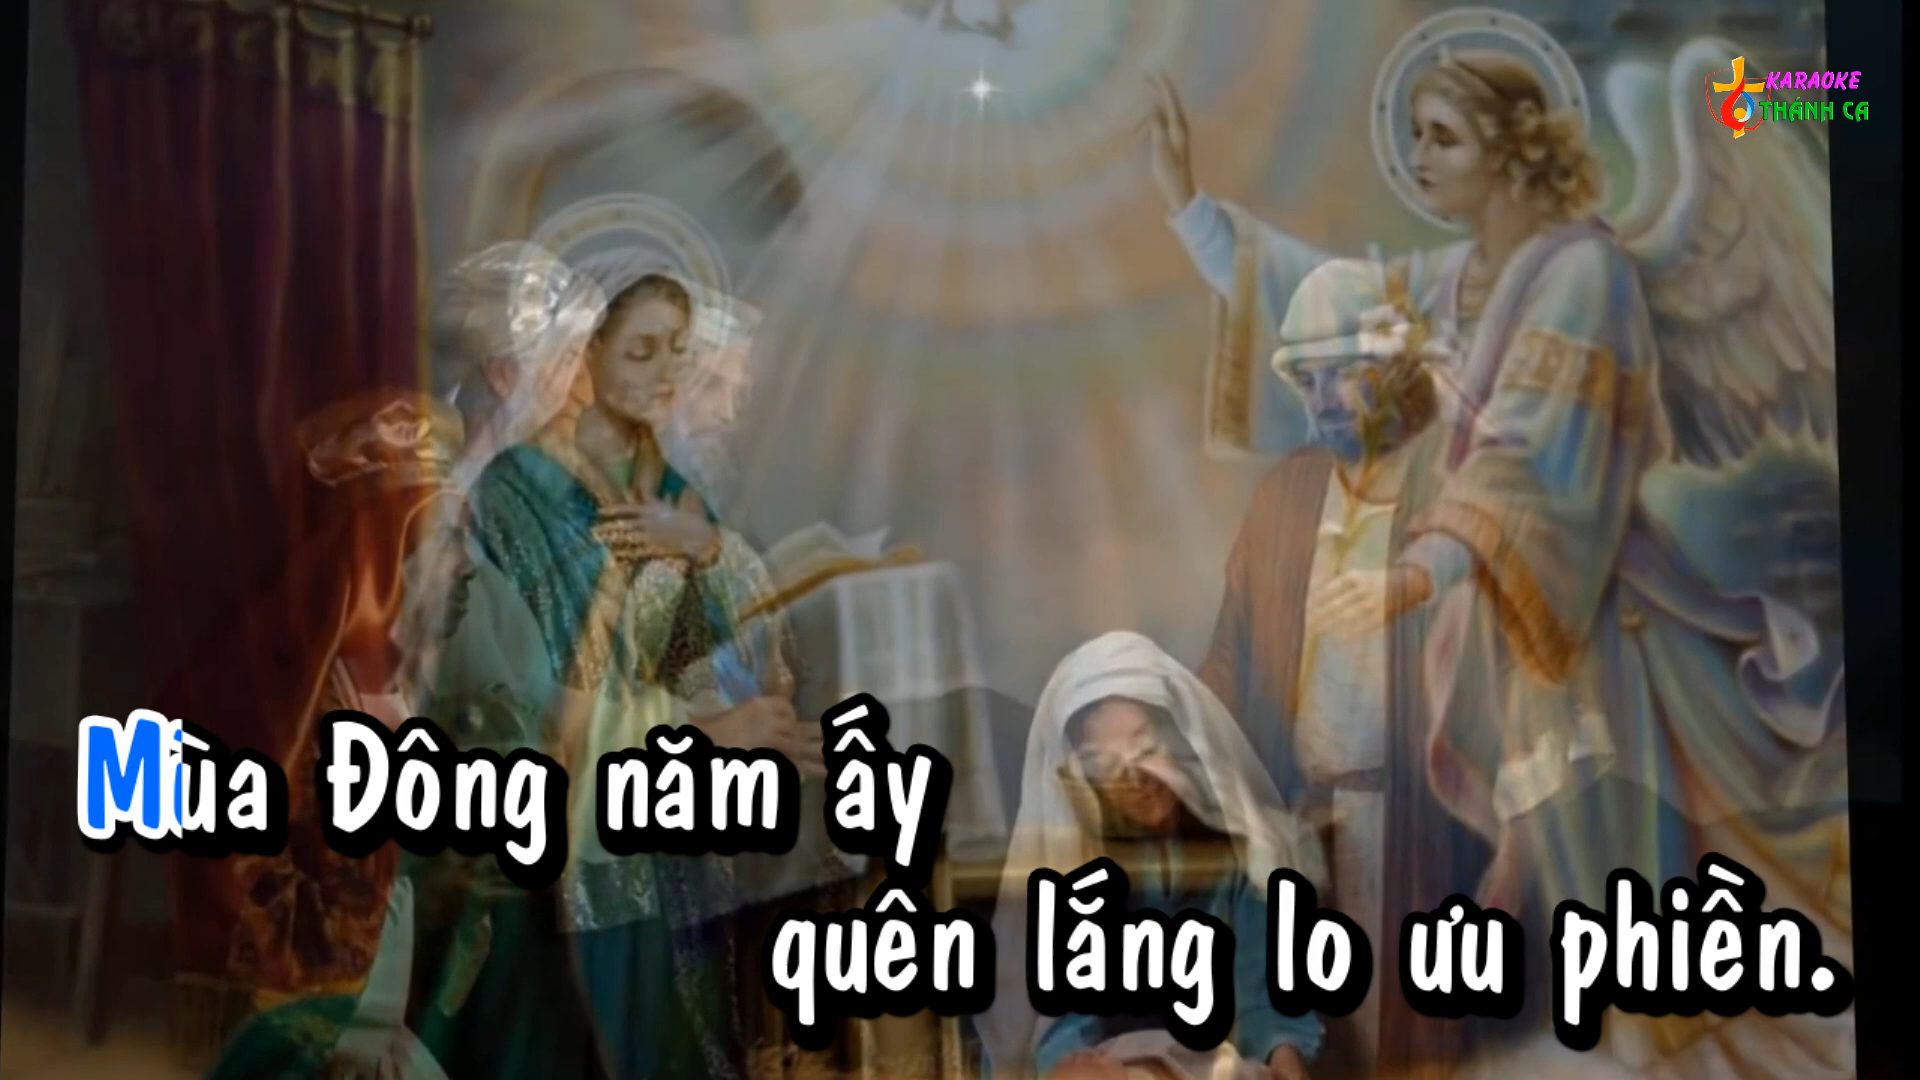 KARAOKE
THÁNH CA
Mùa Đông năm ấy
quên lắng lo ưu phiền.